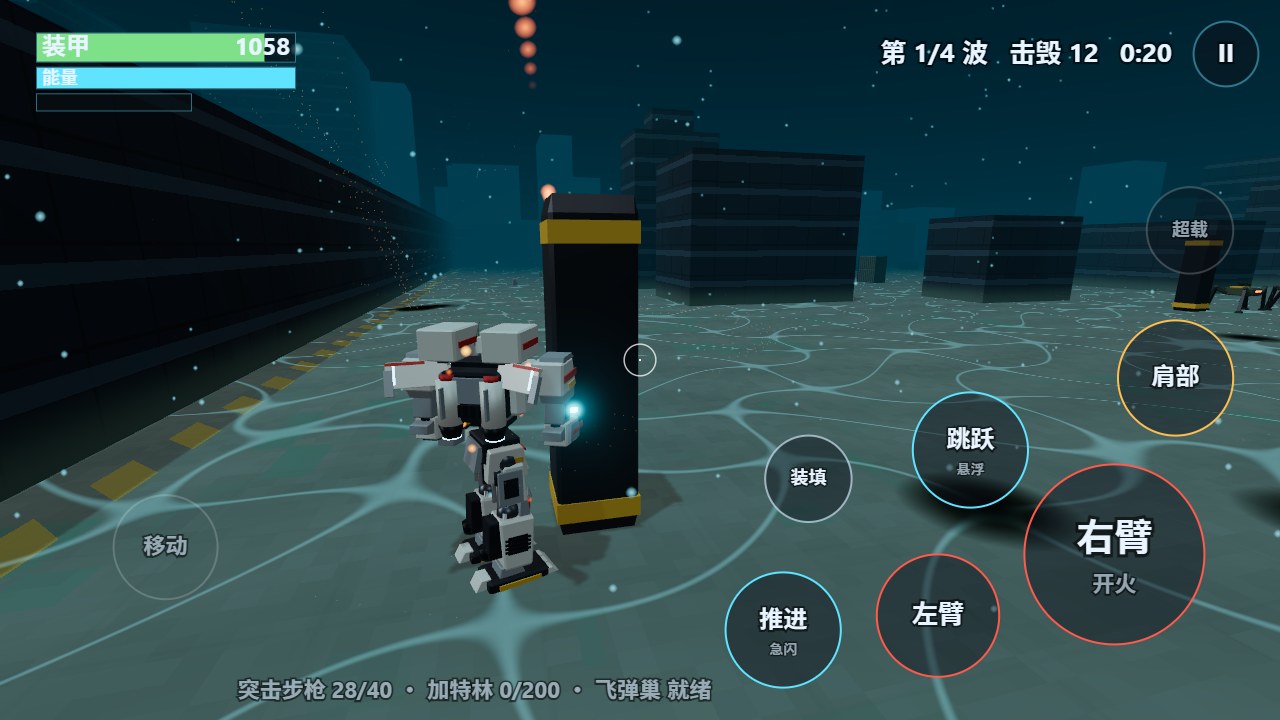 装甲 1058
能量
第 1/4 波 击毁 12 0:20
超载
肩部
跳跃
悬浮
装填
右臂
开火
移动
推进
急闪
左臂
突击步枪 28/40 · 加特林 0/200 · 飞弹巢 就绪